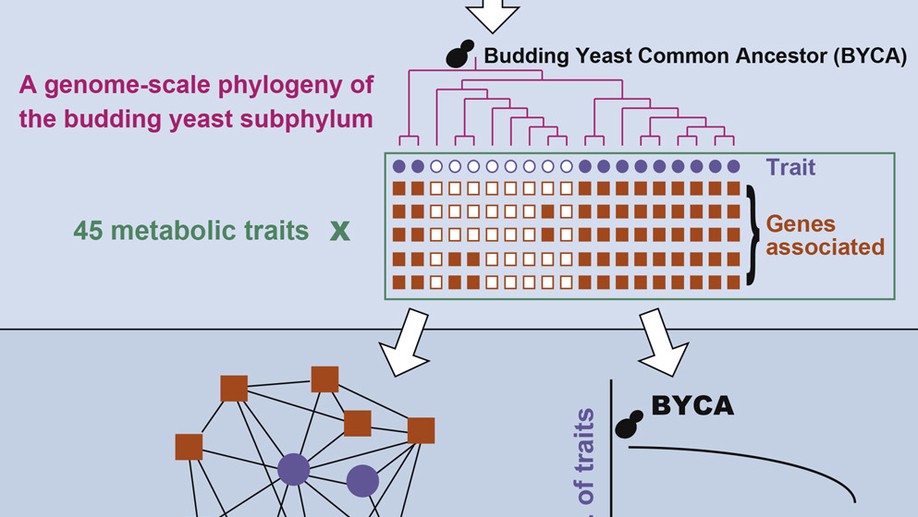 Budding Yeast Common Ancestor (BYCA)
A genome-scale phylogeny of
the budding yeast subphylum
Trait
45 metabolic traits x
Genes
associated
BYCA
of traits